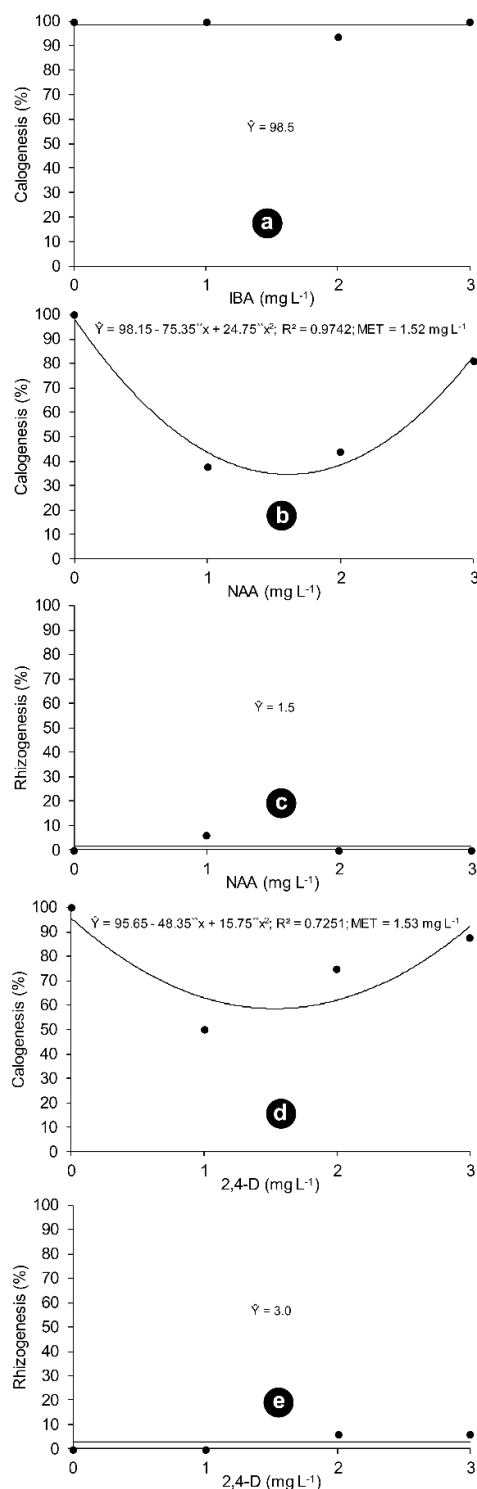 100
90
80
70
60
50
40
30
20
10
0
Calogenesis (%)
Ŷ = 98.5
a
0 1 2 3
IBA (mg L⁻¹)
100
90
80
70
60
50
40
30
20
10
0
Calogenesis (%)
Ŷ = 98.15 - 75.35**x + 24.75**x²; R² = 0.9742; MET = 1.52 mg L⁻¹
b
0 1 2 3
NAA (mg L⁻¹)
100
90
80
70
60
50
40
30
20
10
0
Rhizogenesis (%)
Ŷ = 1.5
c
0 1 2 3
NAA (mg L⁻¹)
100
90
80
70
60
50
40
30
20
10
0
Calogenesis (%)
Ŷ = 95.65 - 48.35**x + 15.75**x²; R² = 0.7251; MET = 1.53 mg L⁻¹
d
0 1 2 3
2,4-D (mg L⁻¹)
100
90
80
70
60
50
40
30
20
10
0
Rhizogenesis (%)
Ŷ = 3.0
e
0 1 2 3
2,4-D (mg L⁻¹)